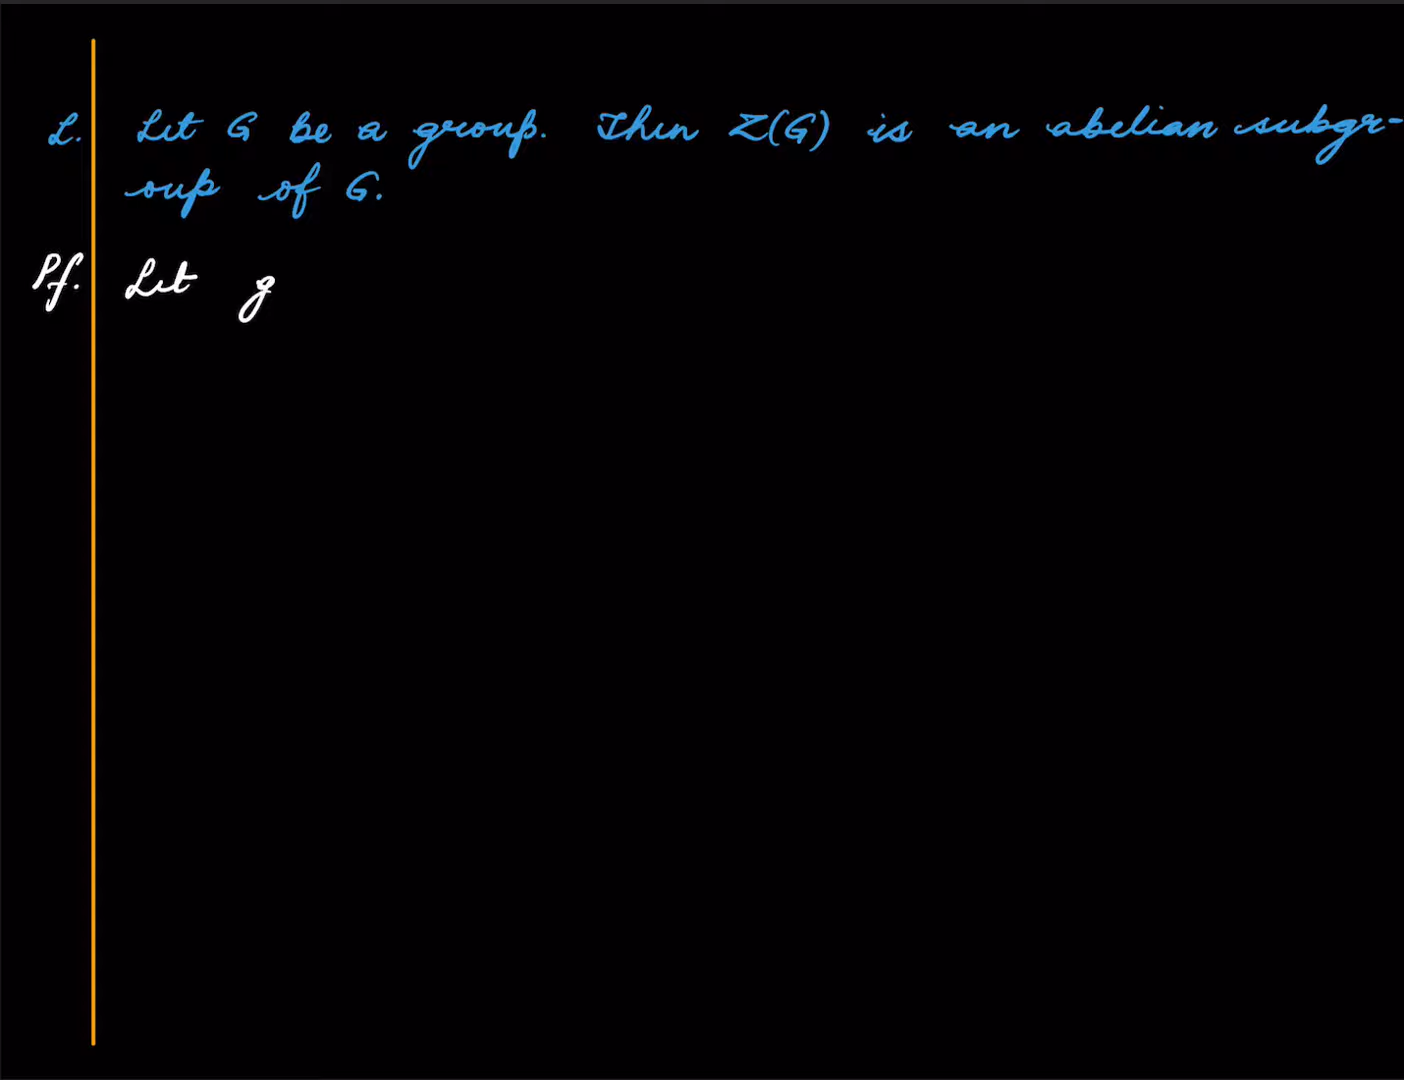 L. Let G be a group. Then Z(G) is an abelian subgr-
oup of G.
Pf. Let g